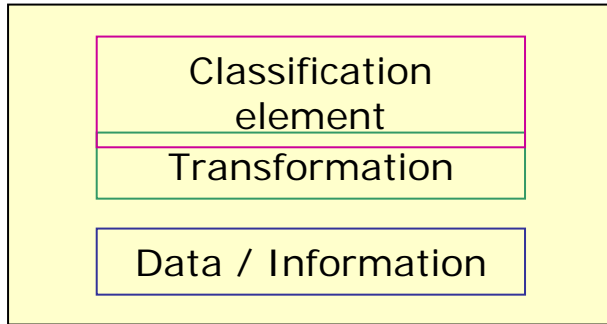 Classification
element
Transformation
Data / Information